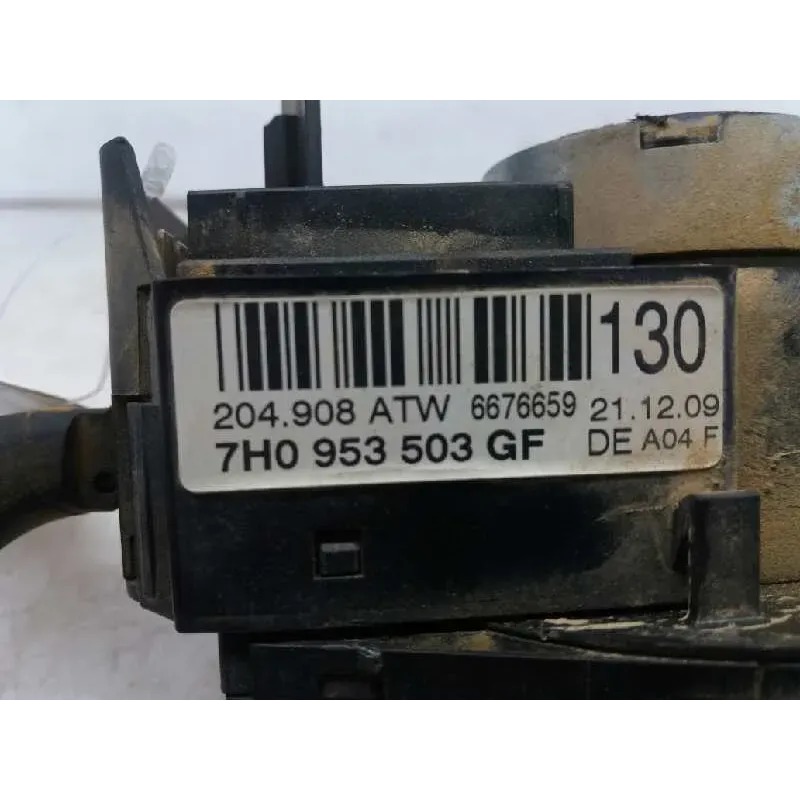 130
204.908 ATW 6676659 21.12.09
7H0 953 503 GF DE A04 F